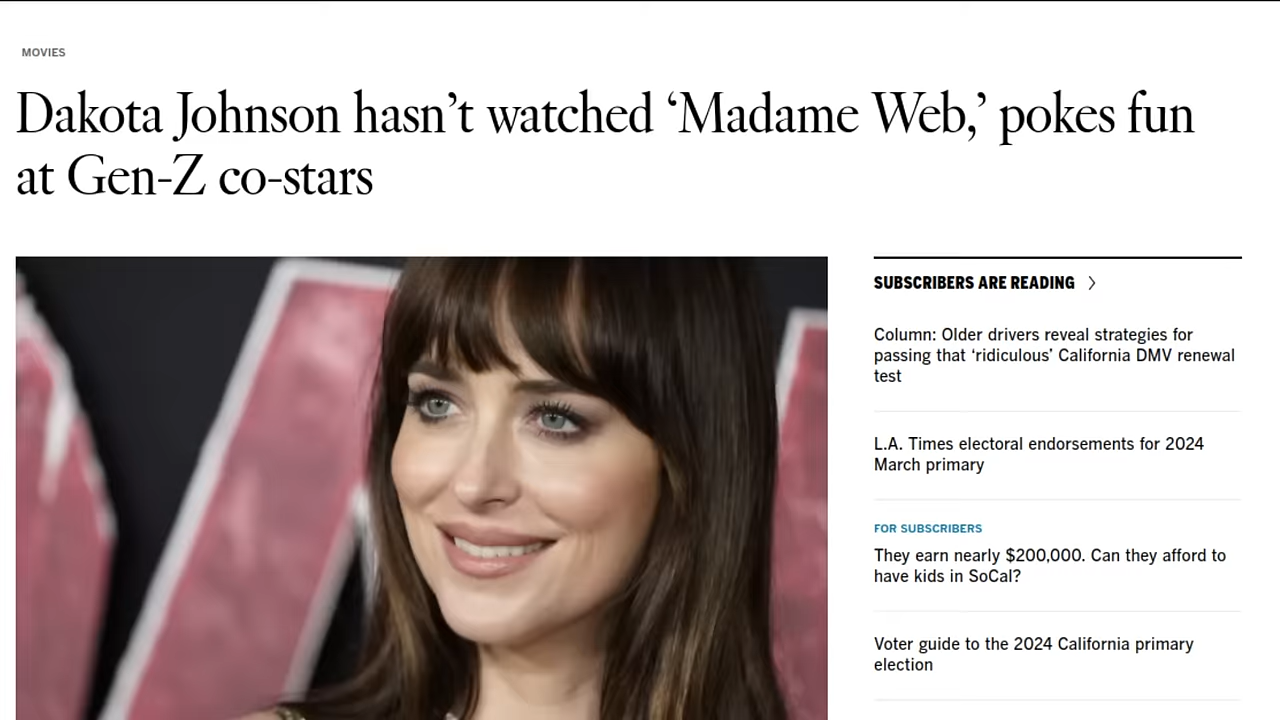 MOVIES
Dakota Johnson hasn’t watched ‘Madame Web,’ pokes fun
at Gen-Z co-stars
SUBSCRIBERS ARE READING
Column: Older drivers reveal strategies for
passing that ‘ridiculous’ California DMV renewal
test
L.A. Times electoral endorsements for 2024
March primary
FOR SUBSCRIBERS
They earn nearly $200,000. Can they afford to
have kids in SoCal?
Voter guide to the 2024 California primary
election